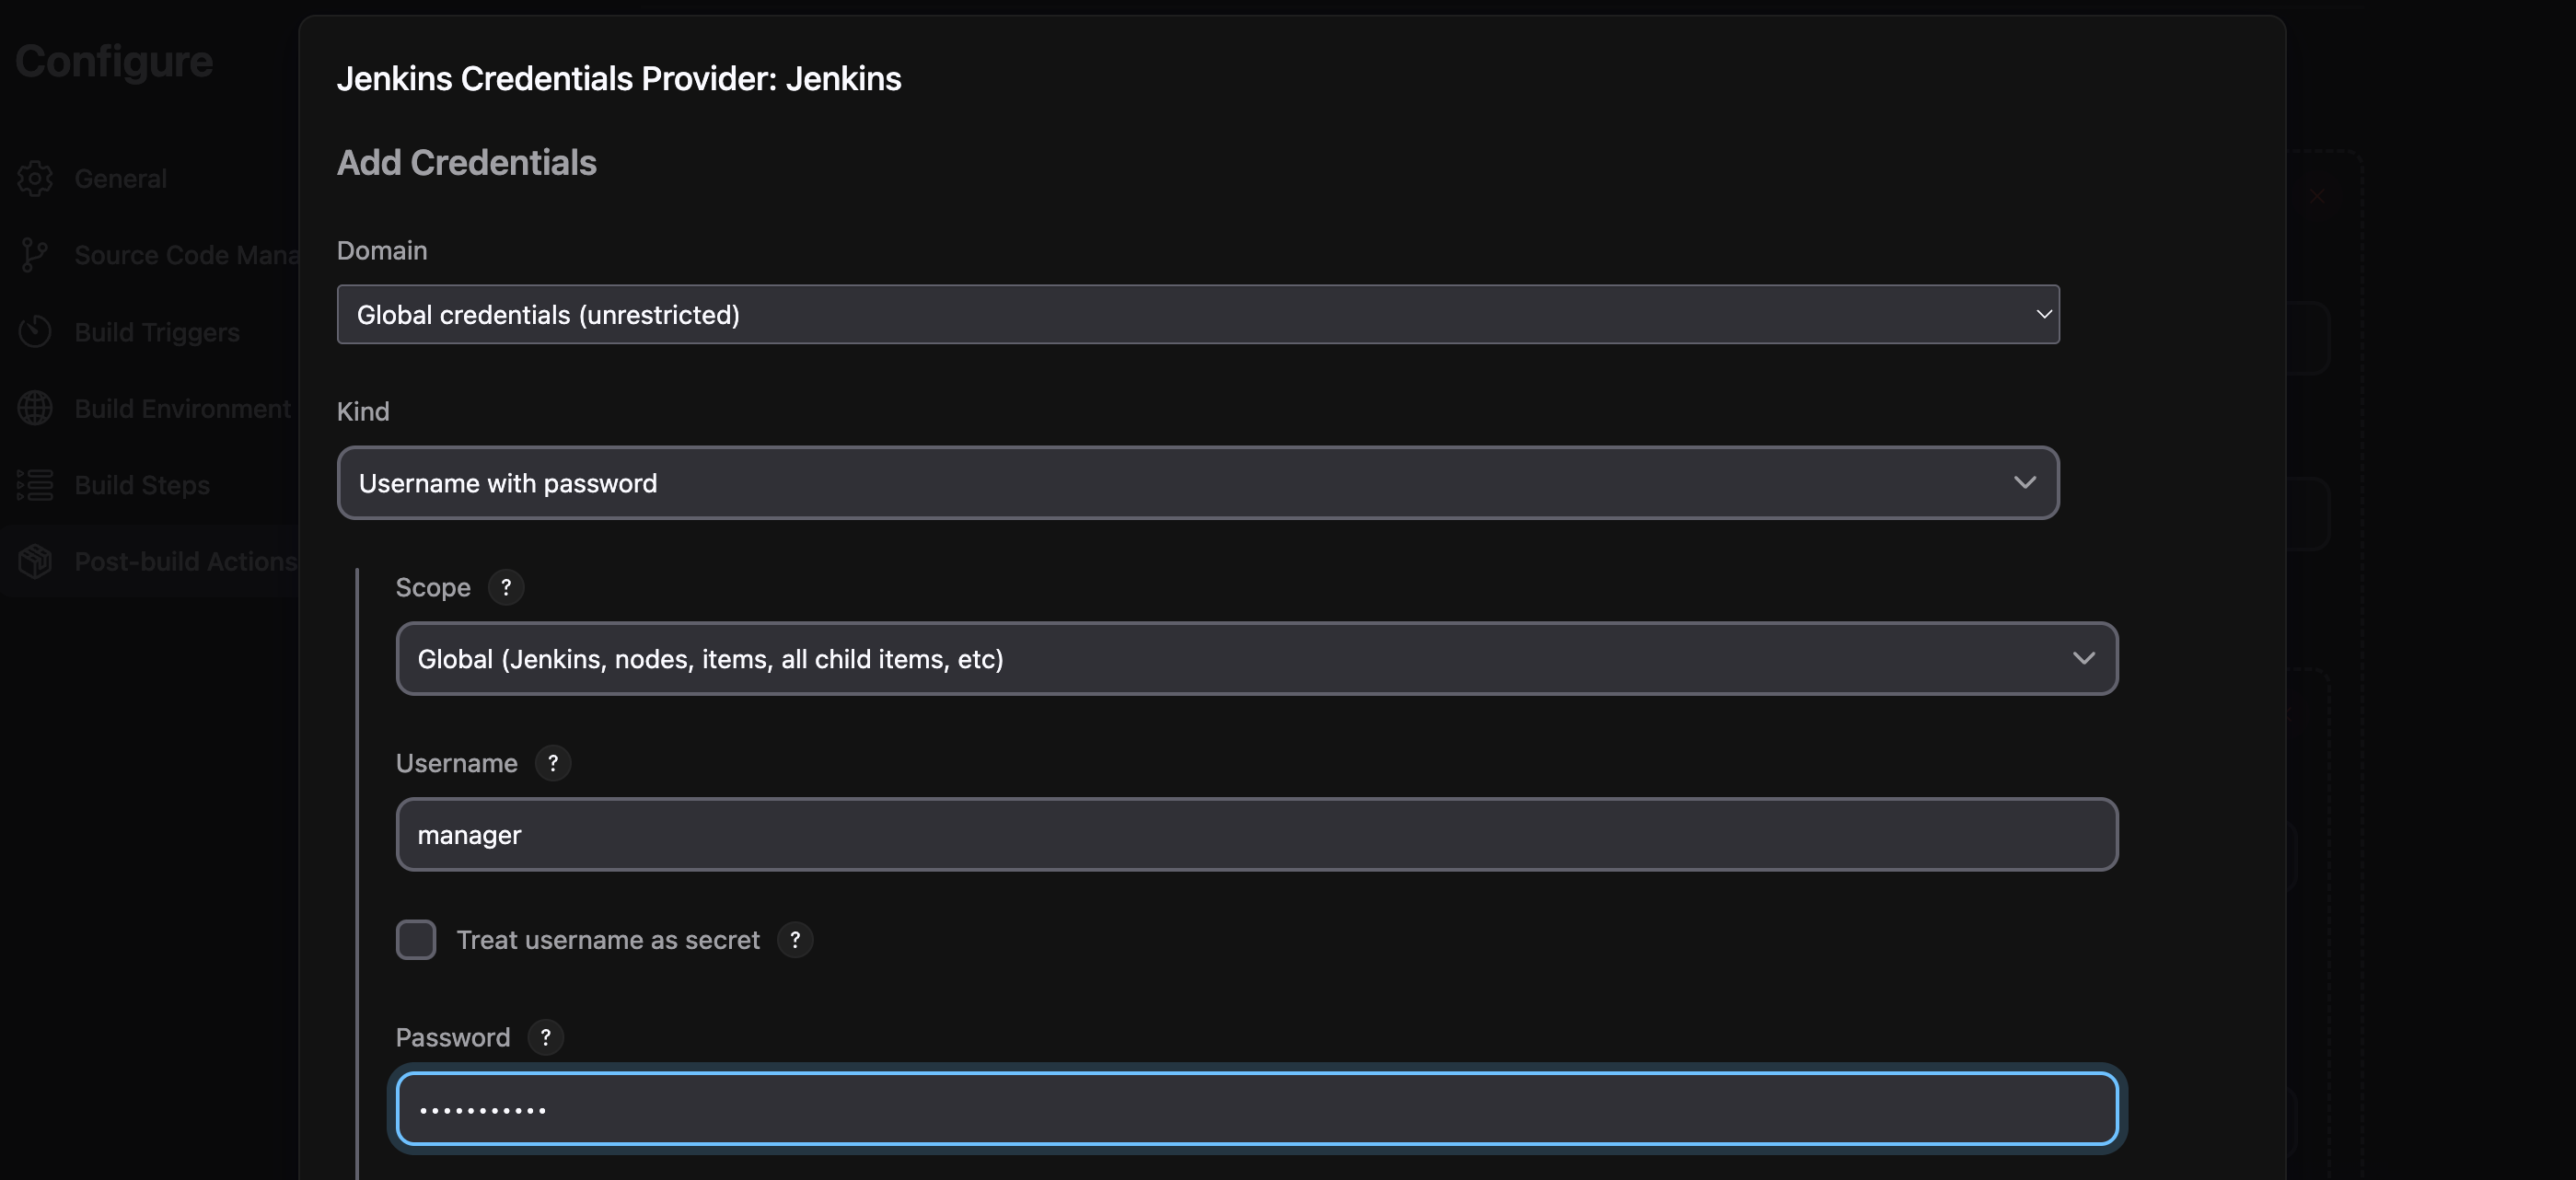 Configure
General
Source Code Mana
Build Triggers
Build Environment
Build Steps
Post-build Actions
Jenkins Credentials Provider: Jenkins
Add Credentials
Domain
Global credentials (unrestricted)
Kind
Username with password
Scope ?
Global (Jenkins, nodes, items, all child items, etc)
Username ?
manager
Treat username as secret ?
Password ?
•••••••••••